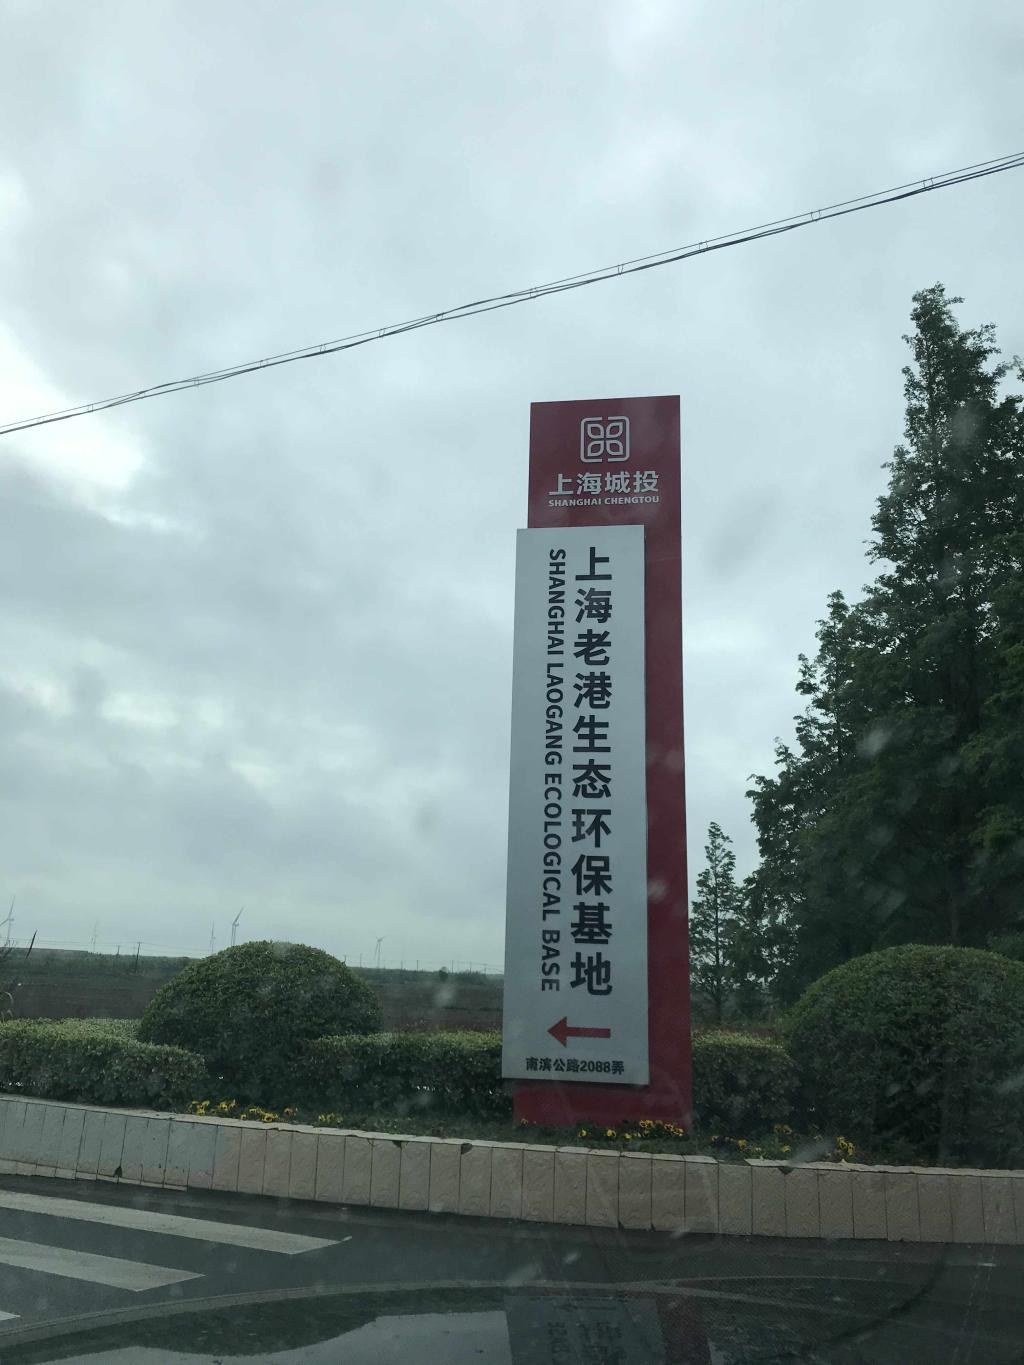 上海城投
SHANGHAI CHENGTOU
上海老港生态环保基地
SHANGHAI LAOGANG ECOLOGICAL BASE
南滨公路2088弄